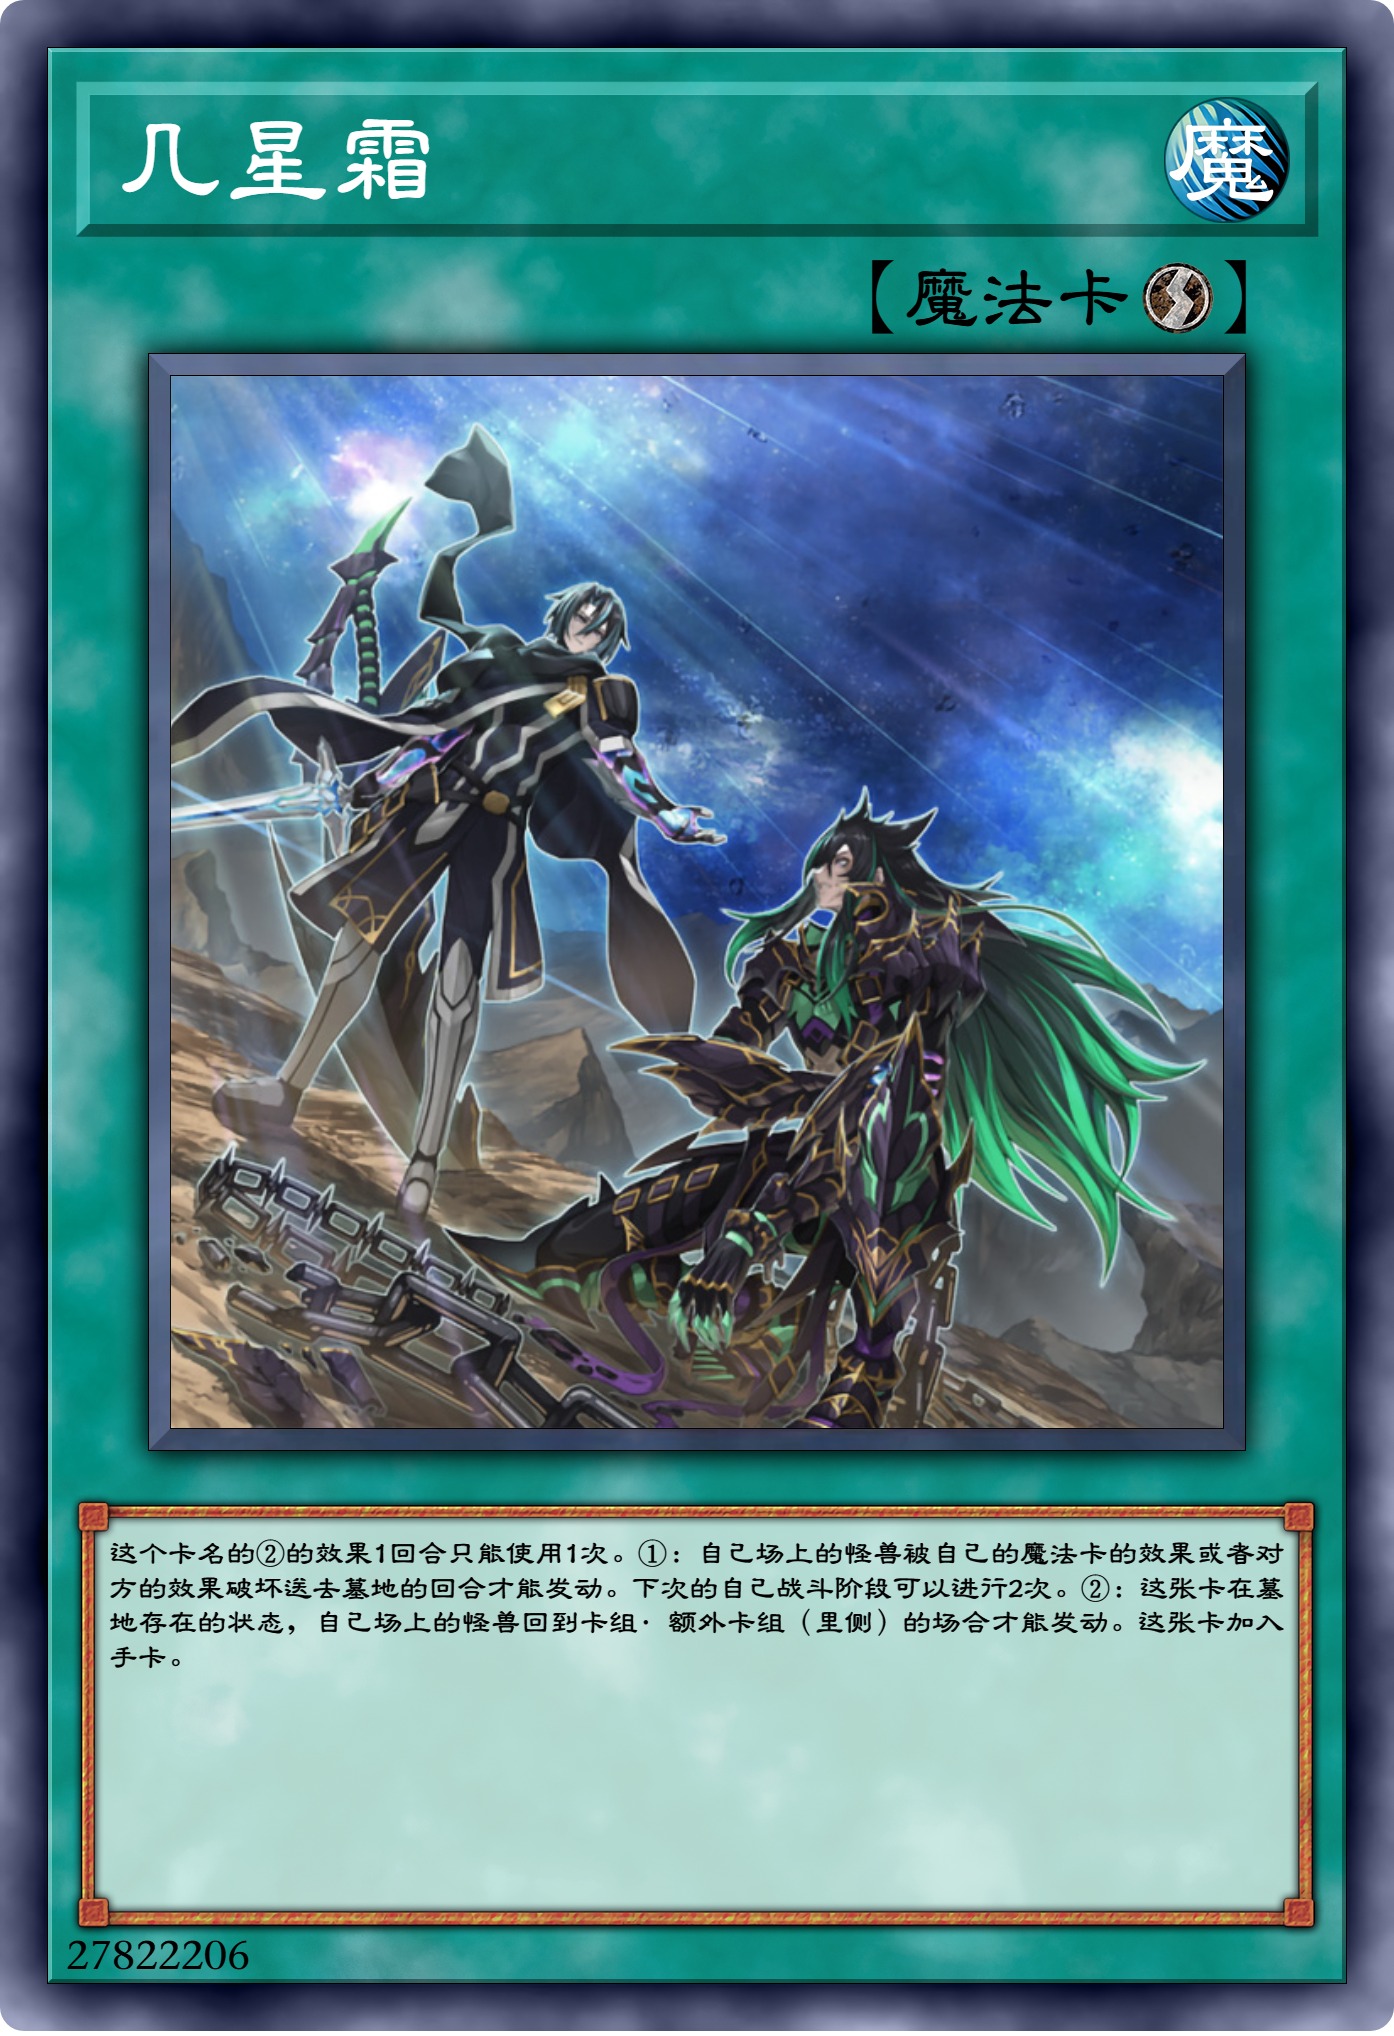 几星霜
魔
【魔法卡】
这个卡名的②的效果1回合只能使用1次。①：自己场上的怪兽被自己的魔法卡的效果或者对
方的效果破坏送去墓地的回合才能发动。下次的自己战斗阶段可以进行2次。②：这张卡在墓
地存在的状态，自己场上的怪兽回到卡组·额外卡组（里侧）的场合才能发动。这张卡加入
手卡。
27822206